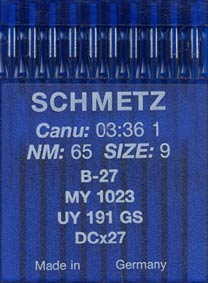 SCHMETZ
Canu: 03:36 1
NM: 65 SIZE: 9
B-27
MY 1023
UY 191 GS
DCx27
Made in Germany